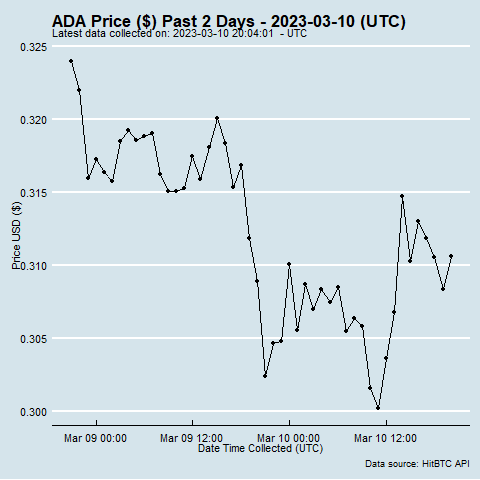 ADA Price ($) Past 2 Days - 2023-03-10 (UTC)
Latest data collected on: 2023-03-10 20:04:01  - UTC
0.325
0.320
0.315
0.310
0.305
0.300
Price USD ($)
Mar 09 00:00 Mar 09 12:00 Mar 10 00:00 Mar 10 12:00
Date Time Collected (UTC)
Data source: HitBTC API